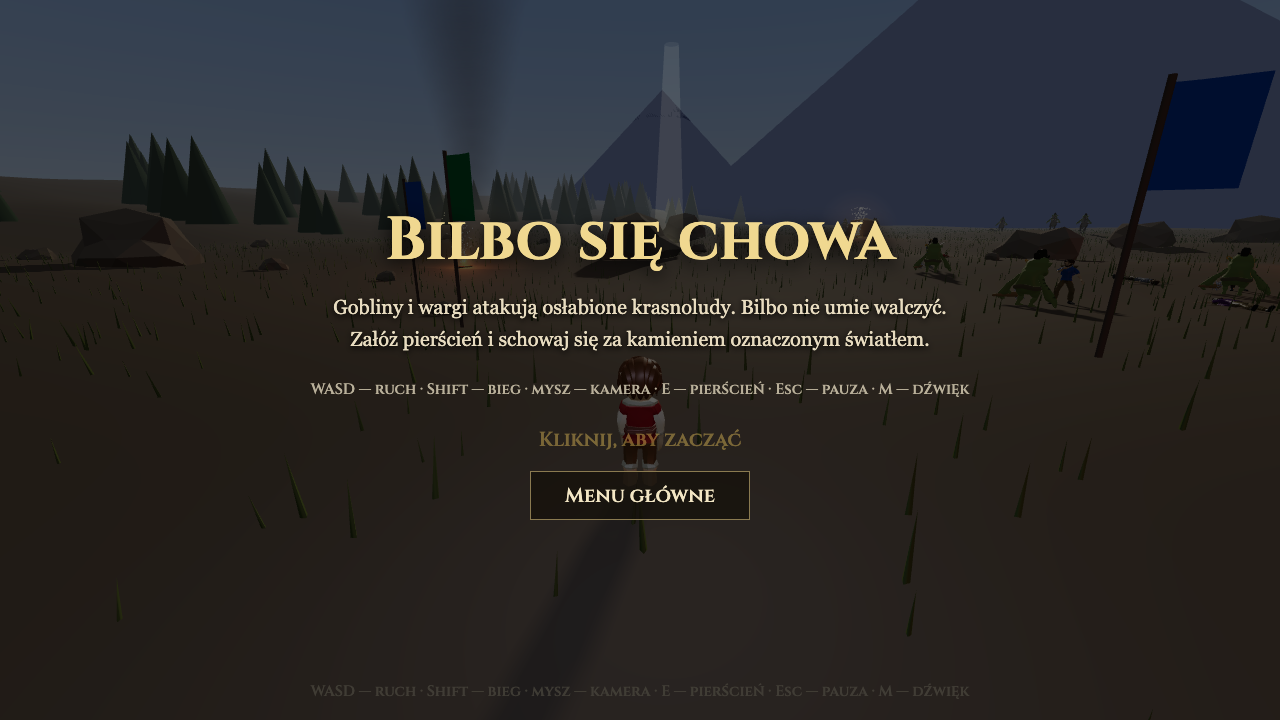 Bilbo się chowa
Gobliny i wargi atakują osłabione krasnoludy. Bilbo nie umie walczyć.
Załóż pierścień i schowaj się za kamieniem oznaczonym światłem.
WASD — ruch · Shift — bieg · mysz — kamera · E — pierścień · Esc — pauza · M — dźwięk
Kliknij, aby zacząć
Menu główne
WASD — ruch · Shift — bieg · mysz — kamera · E — pierścień · Esc — pauza · M — dźwięk